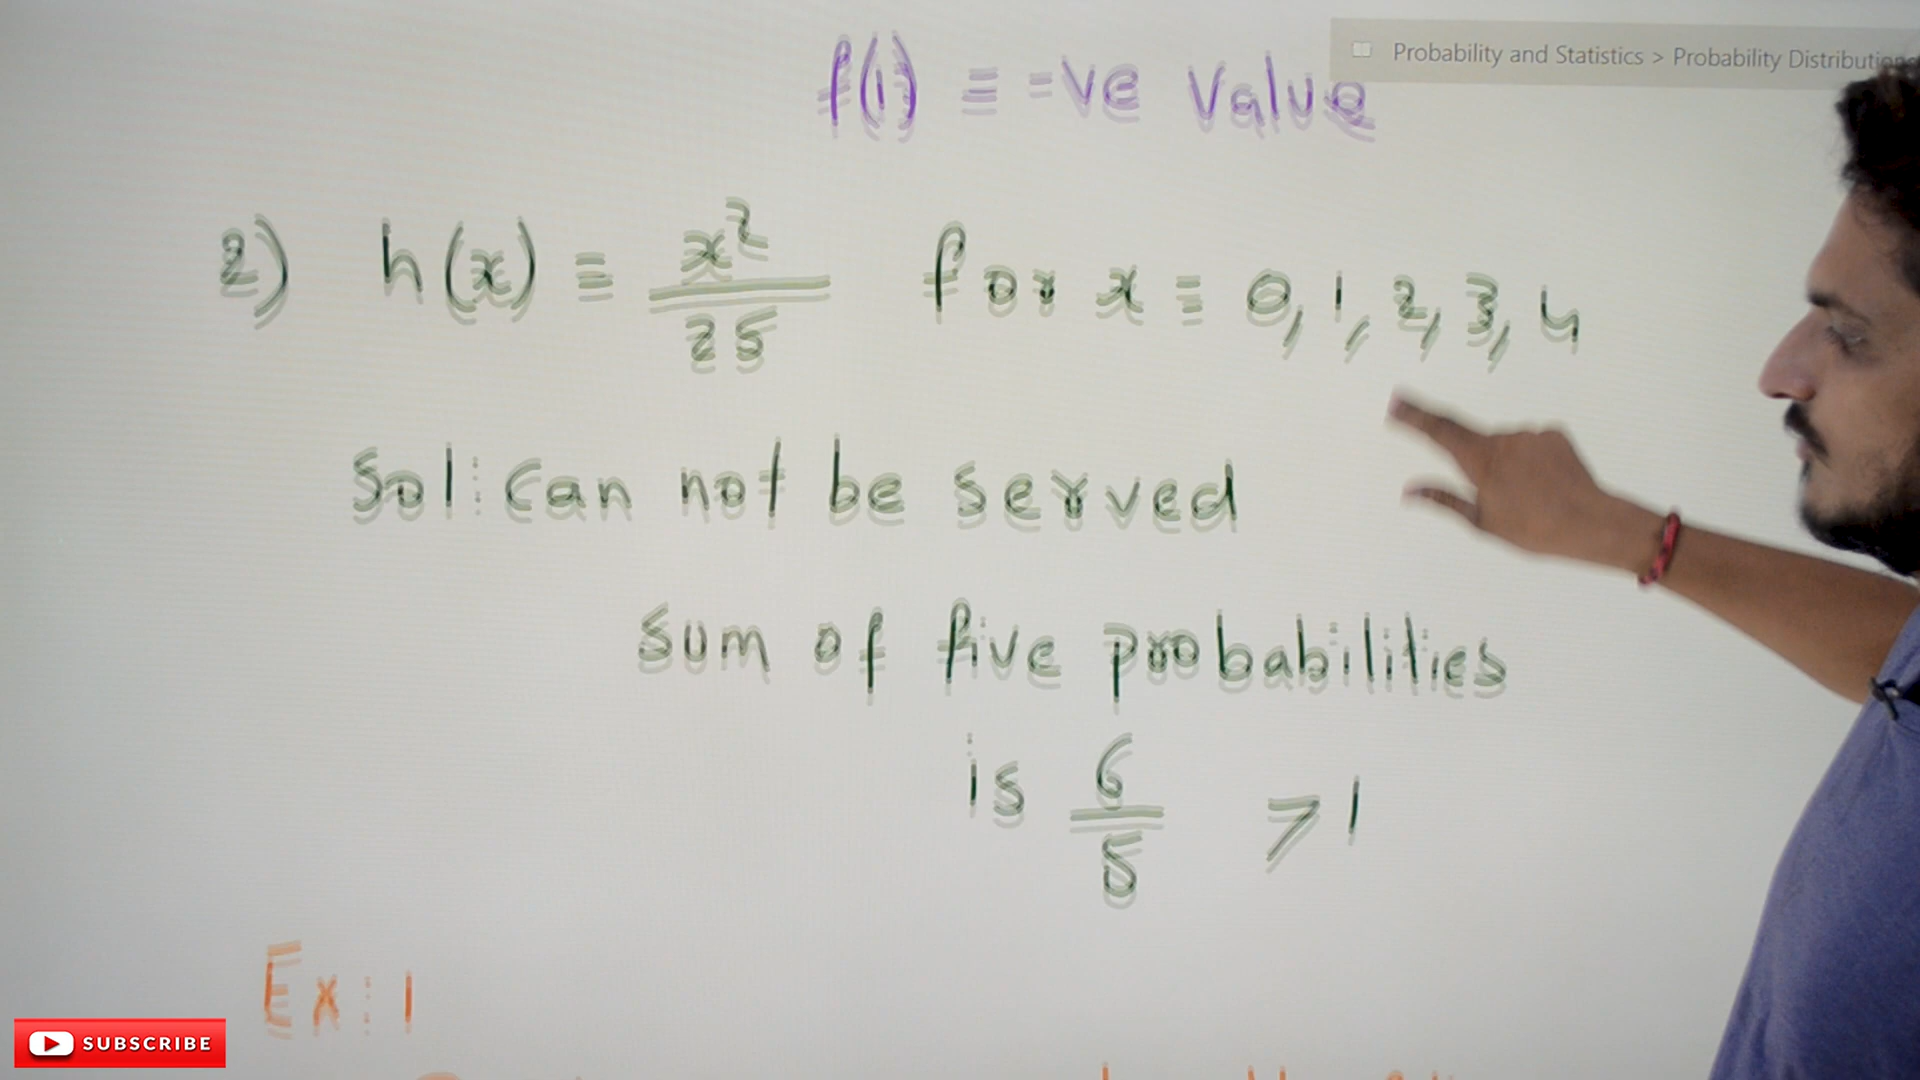 Probability and Statistics > Probability Distributions
f(1) = -ve value
2) h(x) = x²/25 for x = 0, 1, 2, 3, 4
Sol: Can not be served
sum of five probabilities
is 6/5 > 1
Ex: 1
SUBSCRIBE